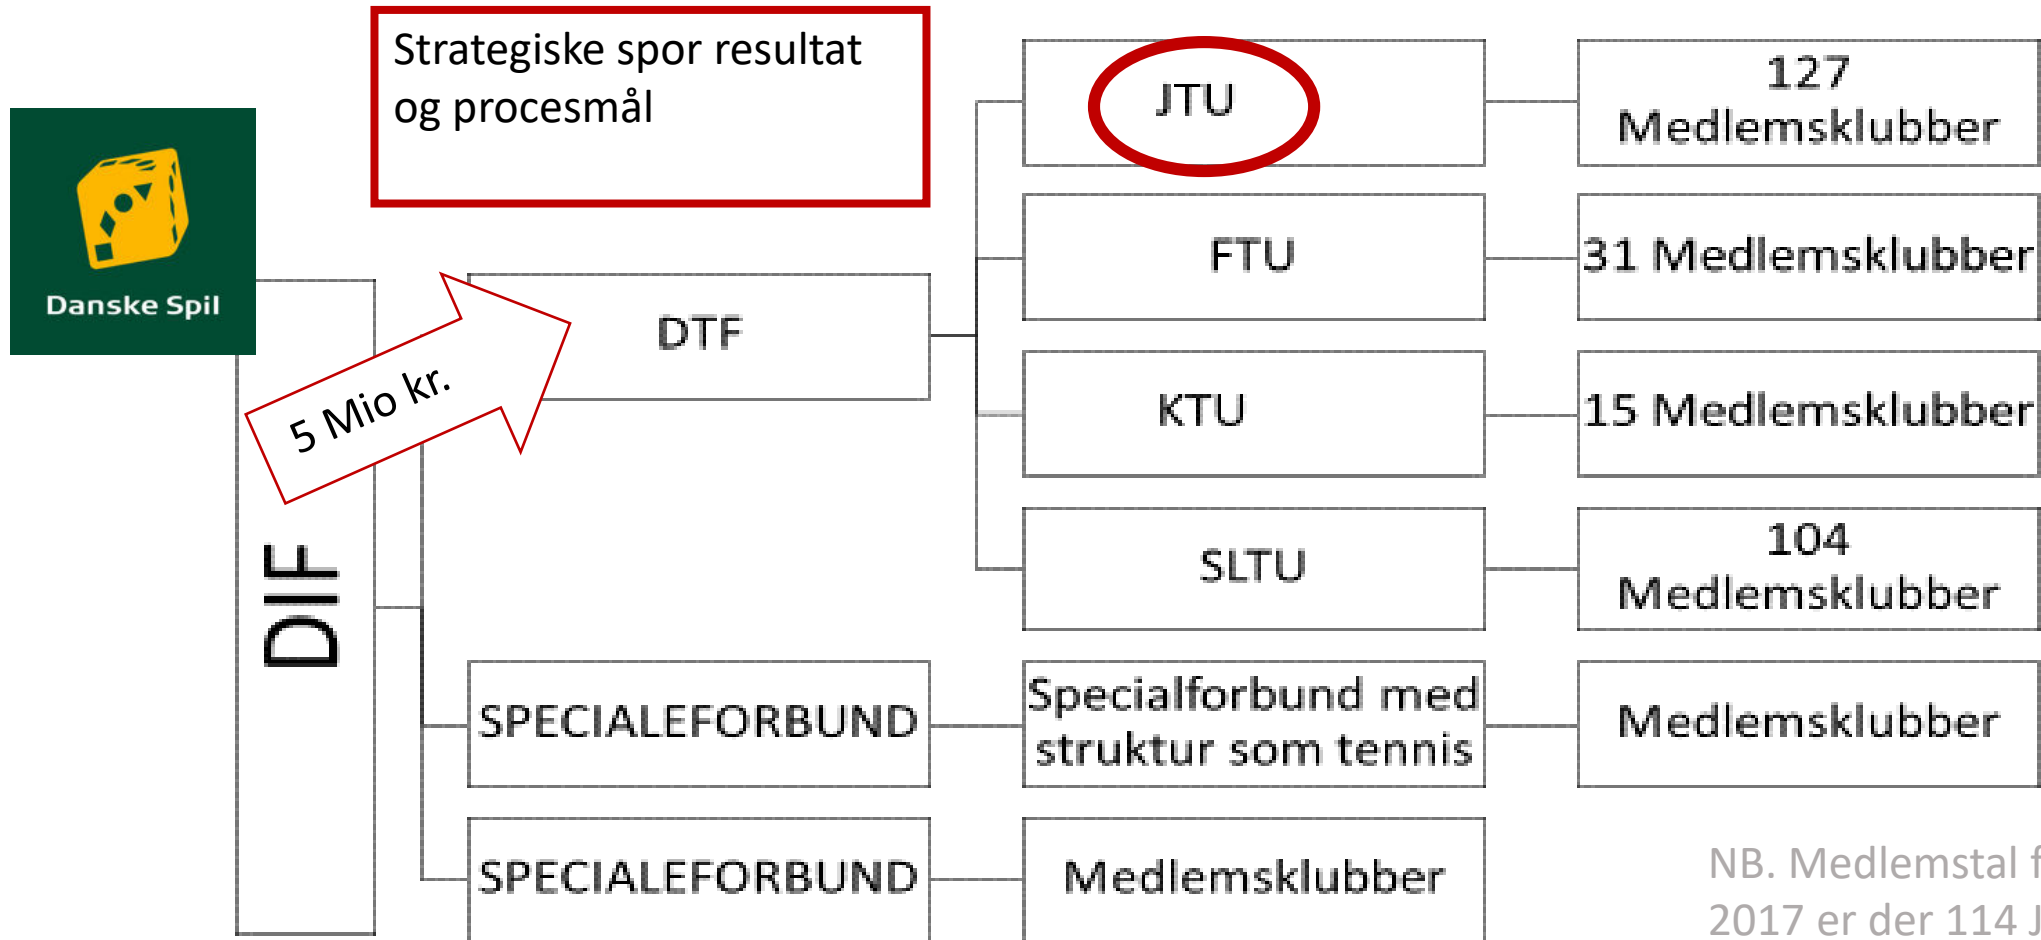 Strategiske spor resultat
og procesmål
Danske Spil
5 Mio kr.
DIF
DTF
JTU
127
Medlemsklubber
FTU
31 Medlemsklubber
KTU
15 Medlemsklubber
SLTU
104
Medlemsklubber
SPECIALEFORBUND
Specialforbund med
struktur som tennis
Medlemsklubber
SPECIALEFORBUND
Medlemsklubber
NB. Medlemstal
2017 er der 114